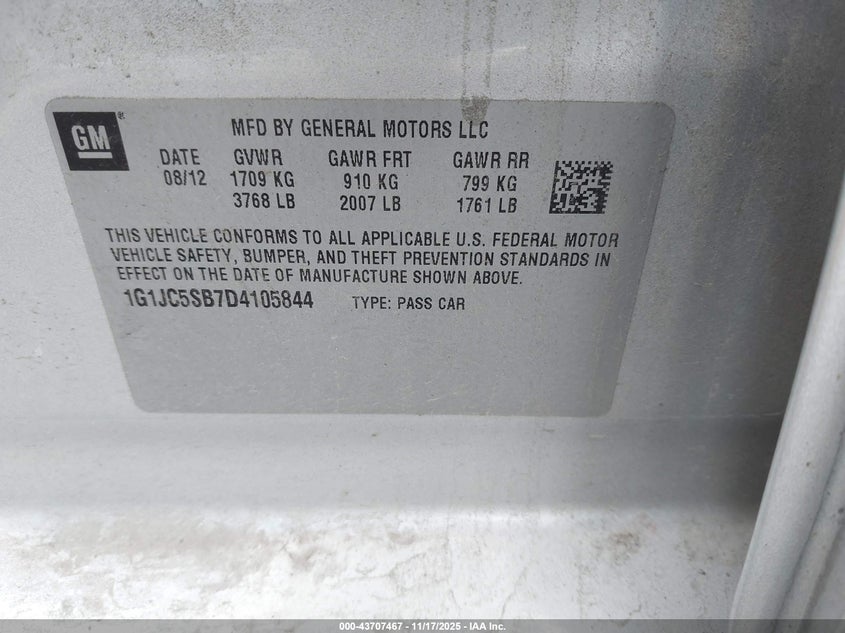 GM
MFD BY GENERAL MOTORS LLC
DATE GVWR GAWR FRT GAWR RR
08/12 1709 KG 910 KG 799 KG
3768 LB 2007 LB 1761 LB
THIS VEHICLE CONFORMS TO ALL APPLICABLE U.S. FEDERAL MOTOR
VEHICLE SAFETY, BUMPER, AND THEFT PREVENTION STANDARDS IN
EFFECT ON THE DATE OF MANUFACTURE SHOWN ABOVE.
1G1JC5SB7D4105844 TYPE: PASS CAR
000-43707467 - 11/17/2025 - IAA Inc.